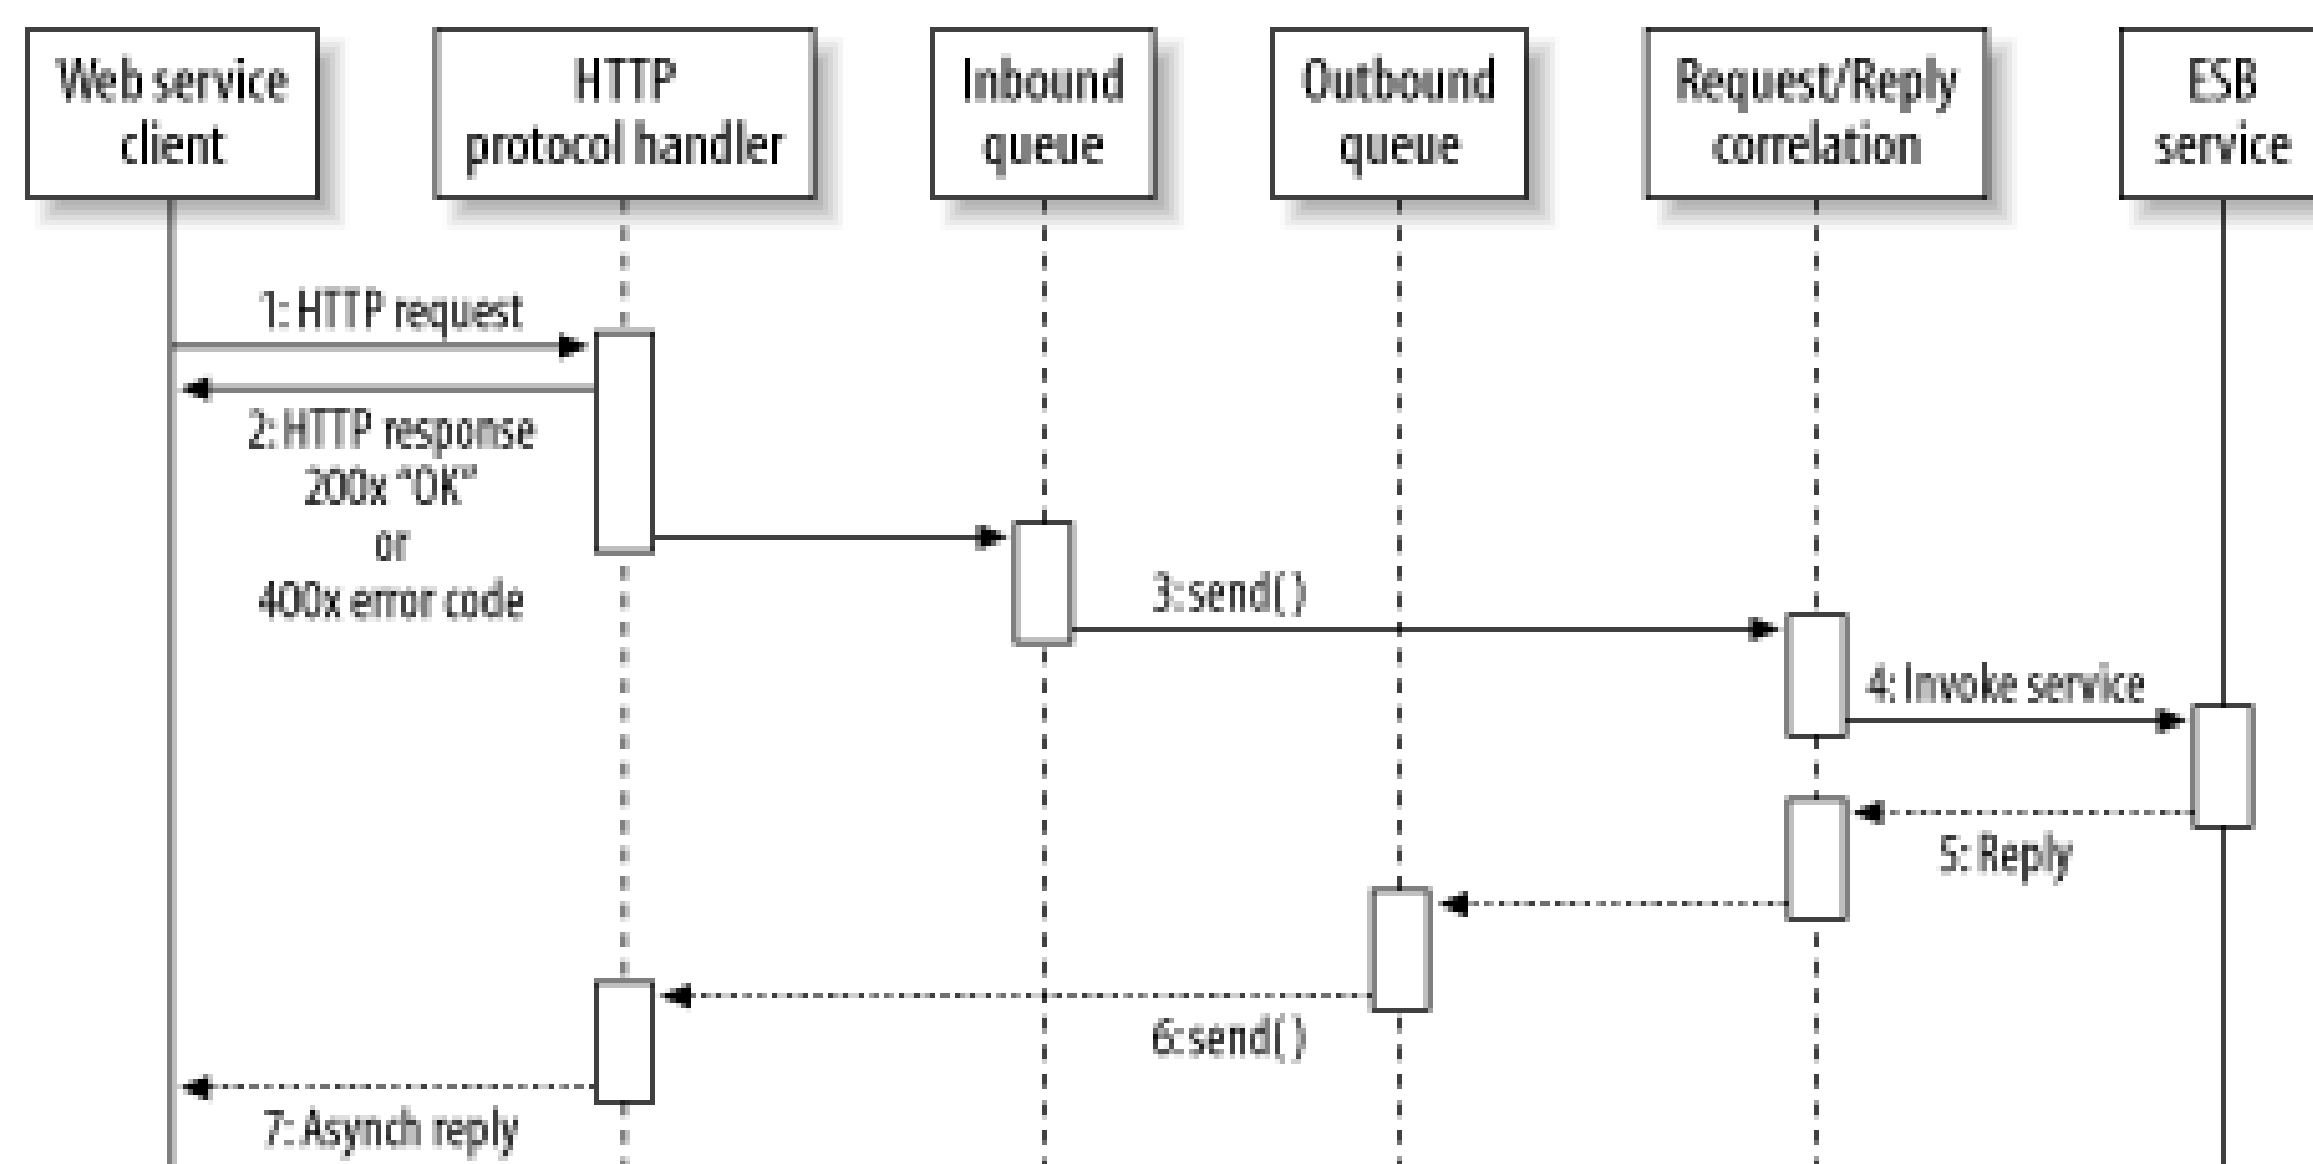 Web service
client
HTTP
protocol handler
Inbound
queue
Outbound
queue
Request/Reply
correlation
ESB
service
1: HTTP request
2: HTTP response
200x “OK”
or
400x error code
3:send()
4: Invoke service
5: Reply
6:send()
7: Asynch reply